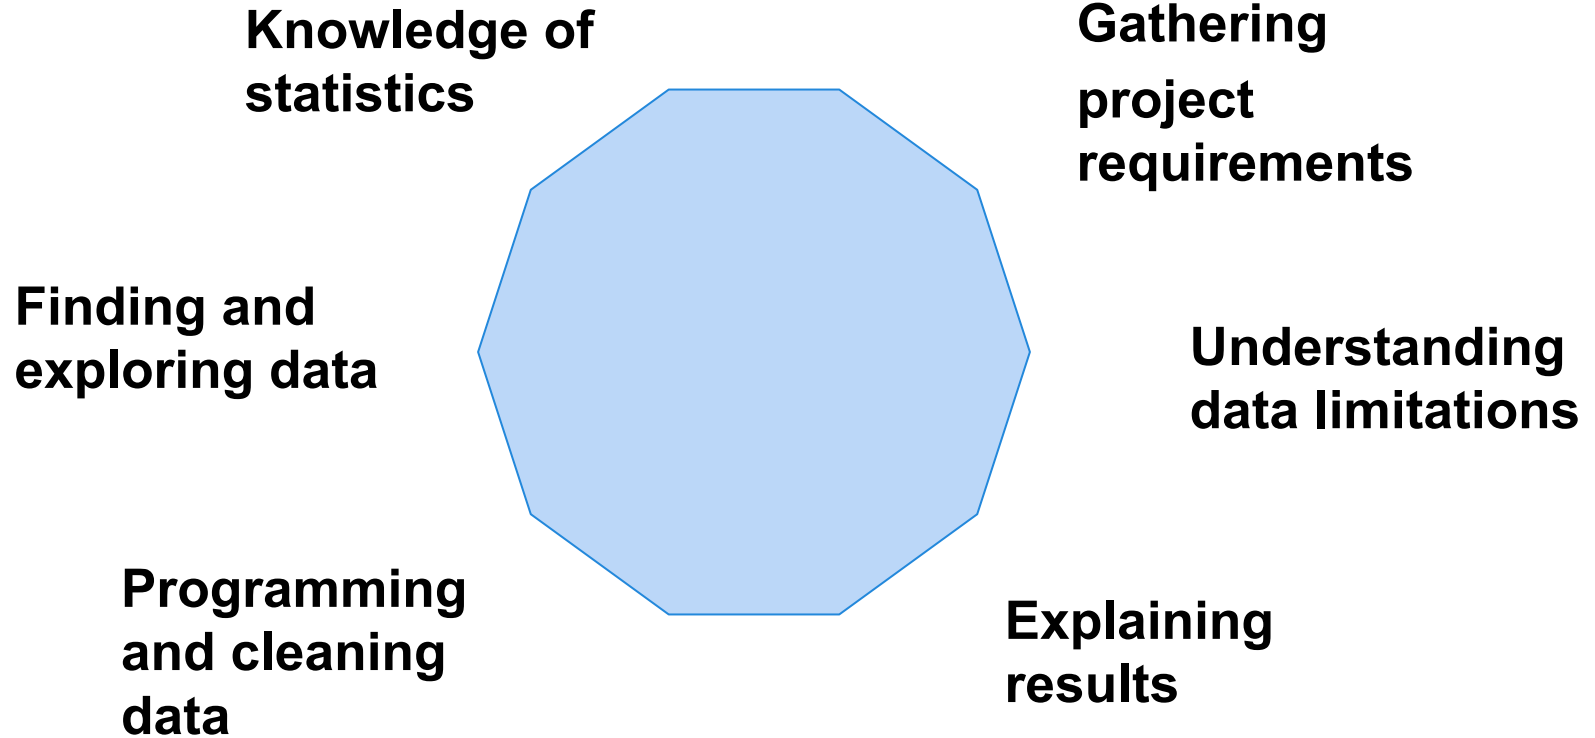 Knowledge of
statistics
Gathering
project
requirements
Finding and
exploring data
Understanding
data limitations
Programming
and cleaning
data
Explaining
results